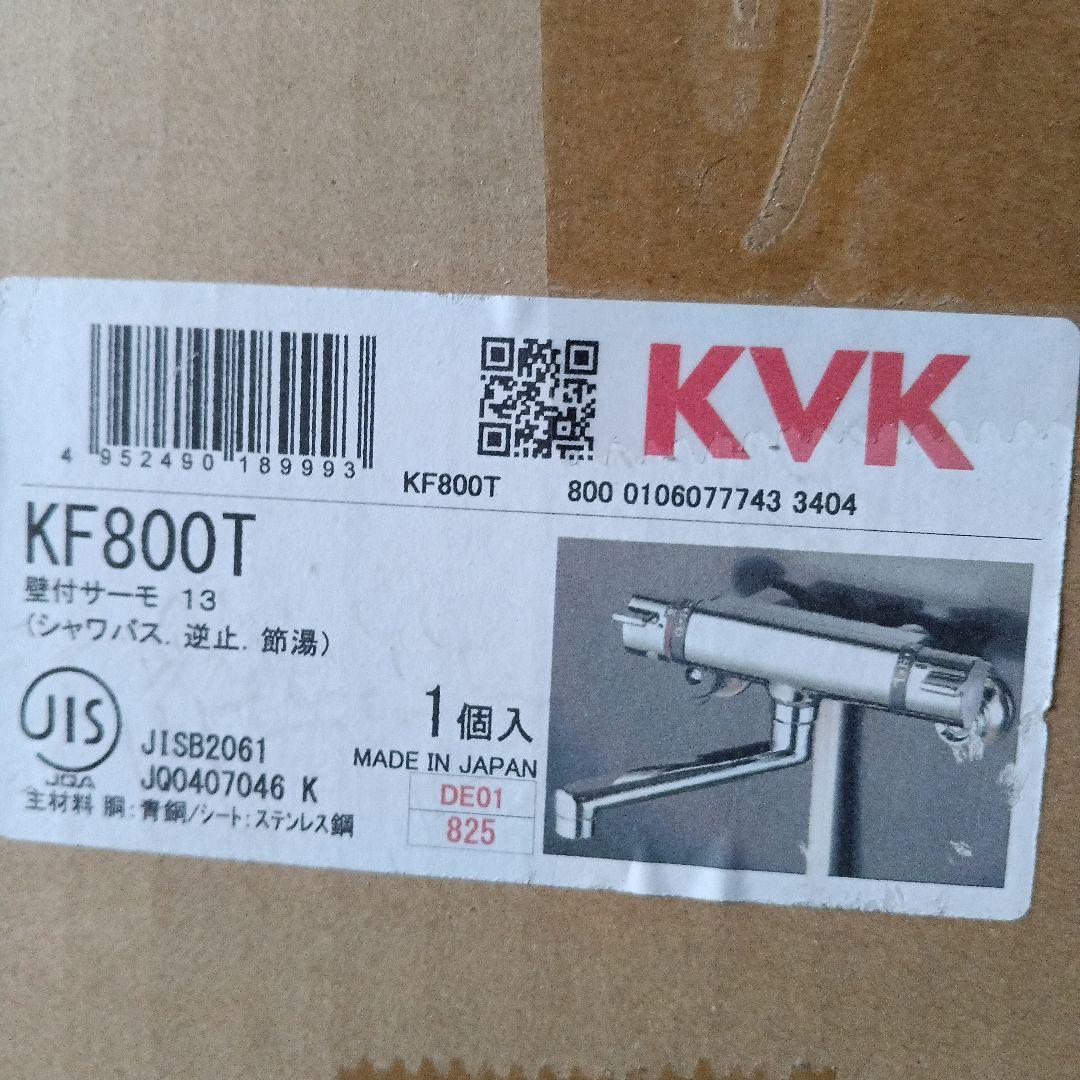 KVK
4 952490 189993
KF800T 800 0106077743 3404
KF800T
壁付サーモ 13
(シャワバス. 逆止. 節湯)
1個入
MADE IN JAPAN
JIS
JQA
JISB2061
JQ0407046 K
DE01
825
主材料 胴:青銅/シート:ステンレス鋼